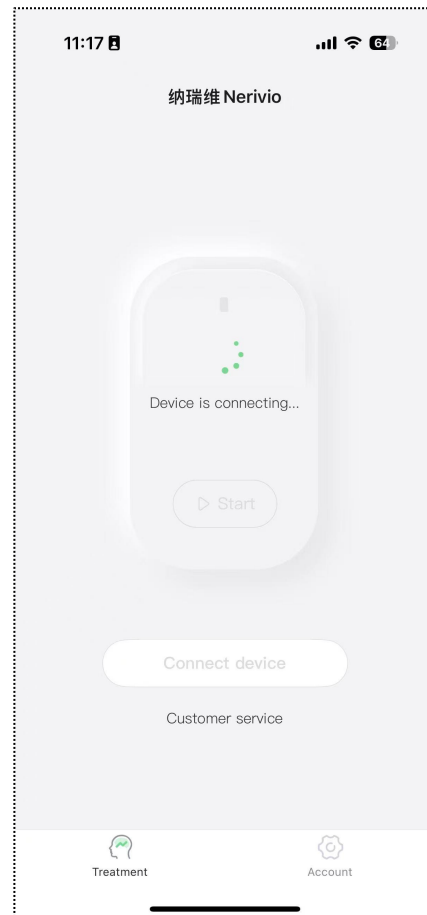 11:17
64
纳瑞维 Nerivio
Device is connecting...
Start
Connect device
Customer service
Treatment
Account